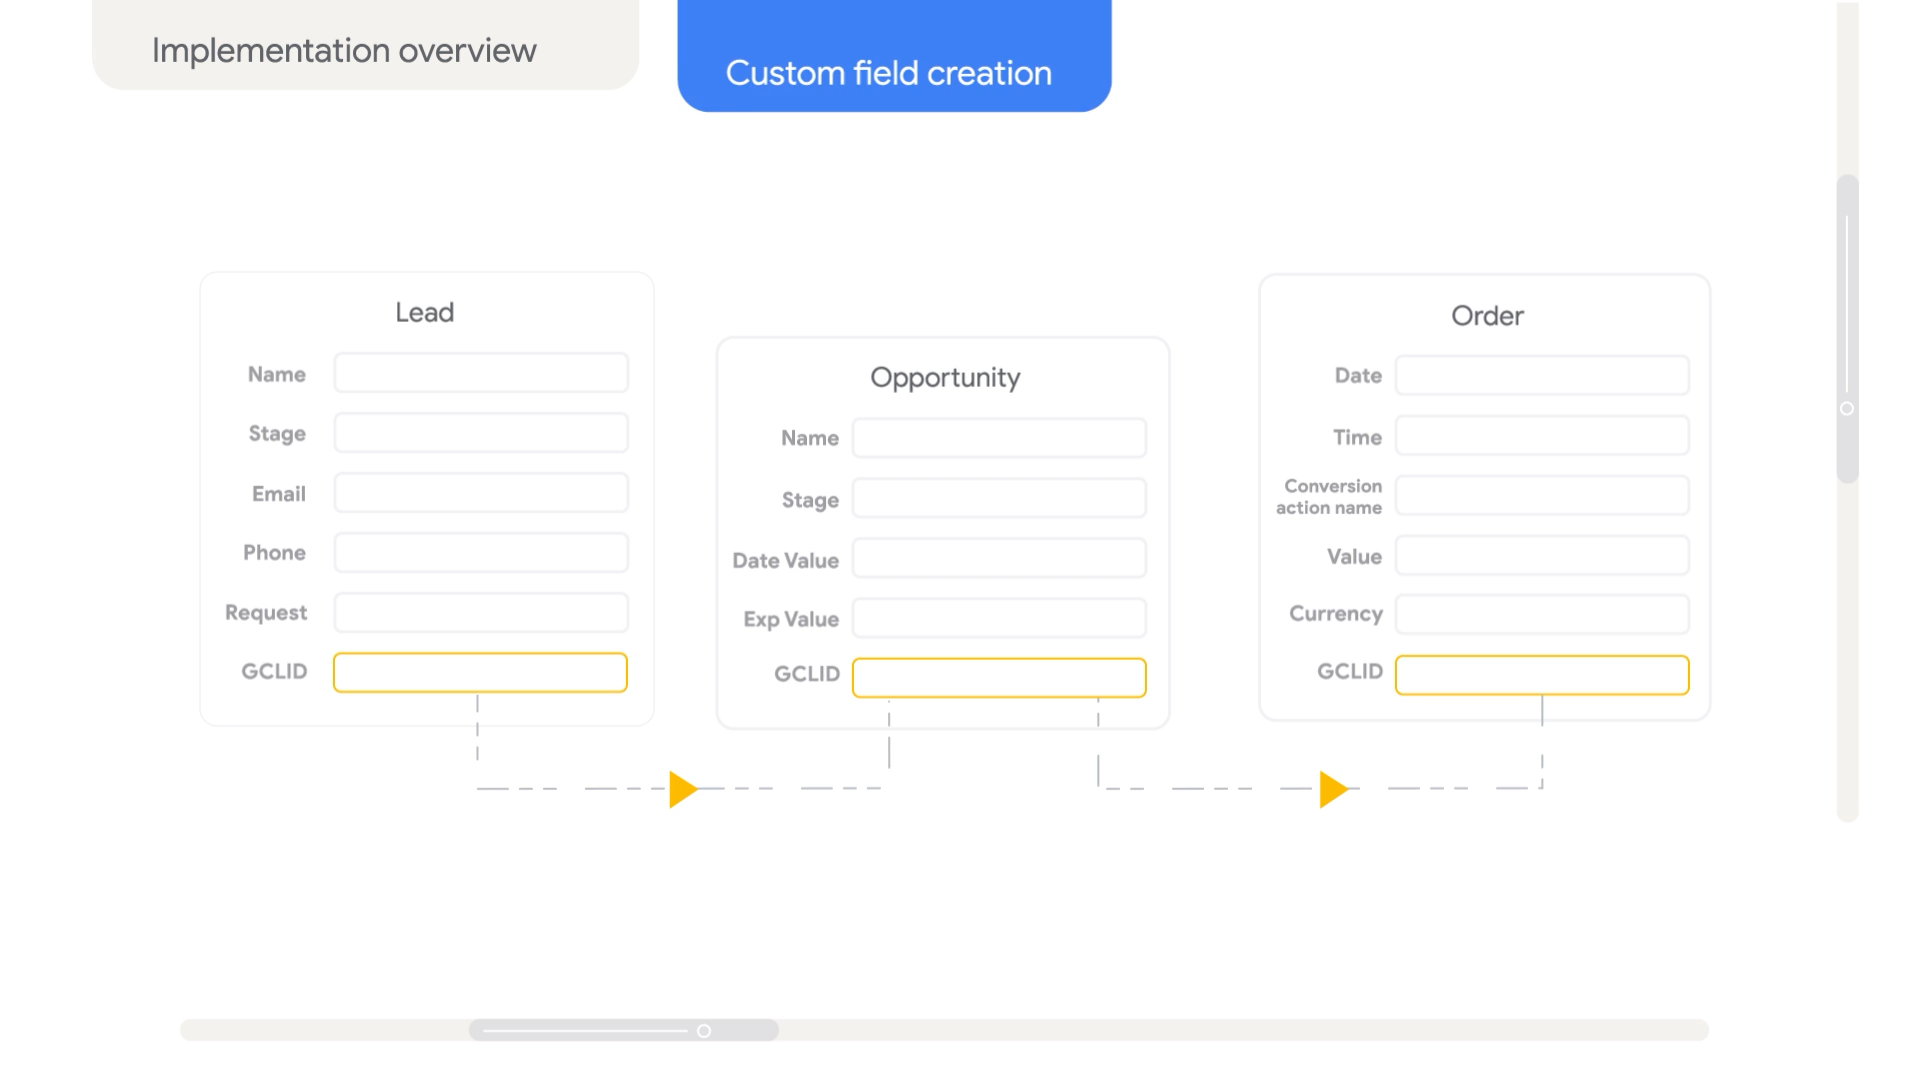 Implementation overview
Custom field creation
Lead
Name
Stage
Email
Phone
Request
GCLID
Opportunity
Name
Stage
Date Value
Exp Value
GCLID
Order
Date
Time
Conversion
action name
Value
Currency
GCLID